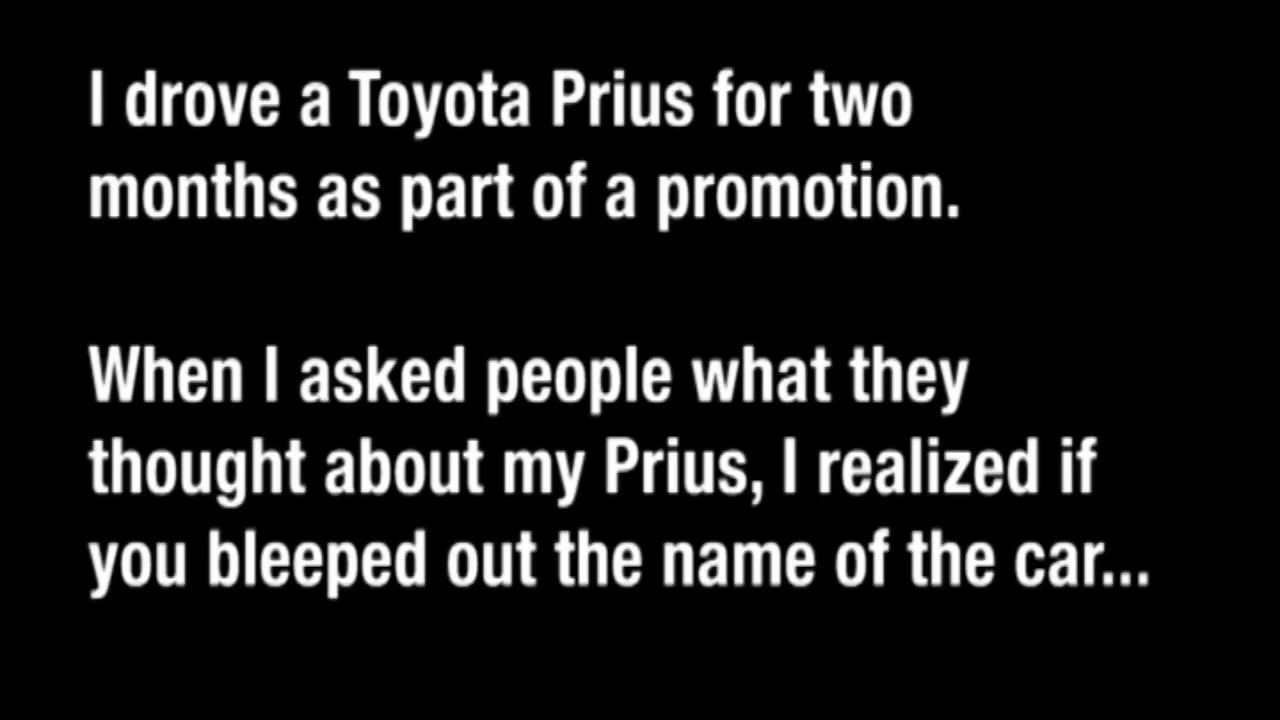 I drove a Toyota Prius for two
months as part of a promotion.
When I asked people what they
thought about my Prius, I realized if
you bleeped out the name of the car...